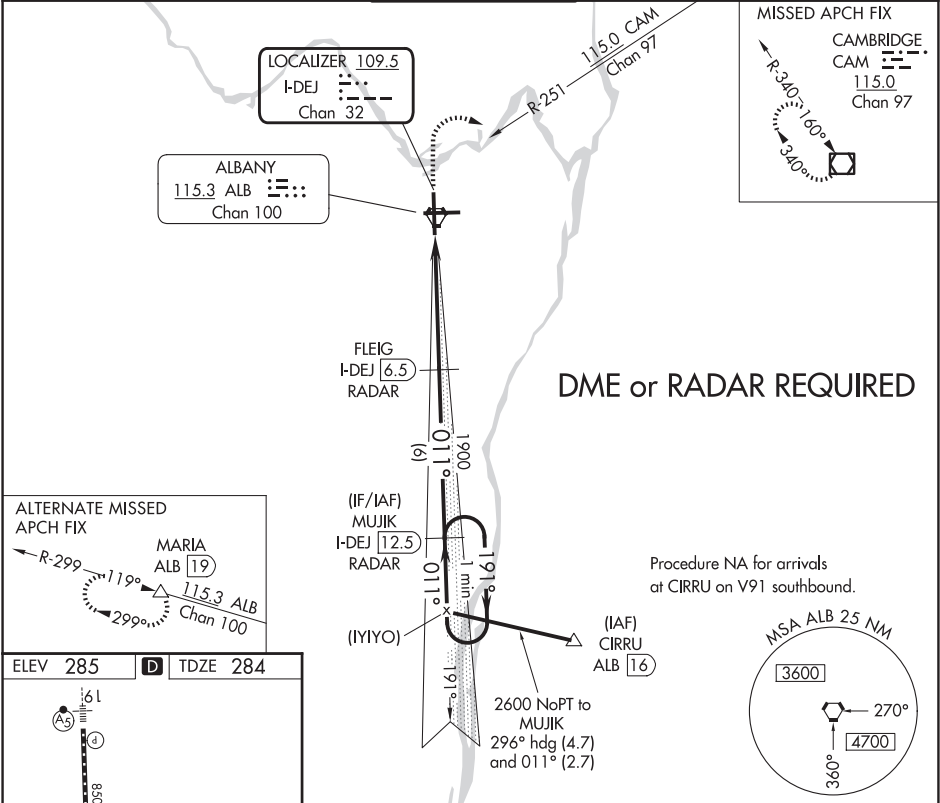 MISSED APCH FIX
CAMBRIDGE
CAM
115.0
Chan 97
R-340
160°
340°
115.0 CAM
Chan 97
R-251
LOCALIZER 109.5
I-DEJ
Chan 32
ALBANY
115.3 ALB
Chan 100
FLEIG
I-DEJ 6.5
RADAR
DME or RADAR REQUIRED
011°
(6)
1900
(IF/IAF)
MUJIK
I-DEJ 12.5
RADAR
011°
1 min
191°
(IYIYO)
x
191°
(IAF)
CIRRU
ALB 16
2600 NoPT to
MUJIK
296° hdg (4.7)
and 011° (2.7)
Procedure NA for arrivals
at CIRRU on V91 southbound.
ALTERNATE MISSED
APCH FIX
R-299
119°
299°
MARIA
ALB 19
115.3 ALB
Chan 100
MSA ALB 25 NM
3600
270°
4700
360°
ELEV 285 D TDZE 284
19
A5
P
850